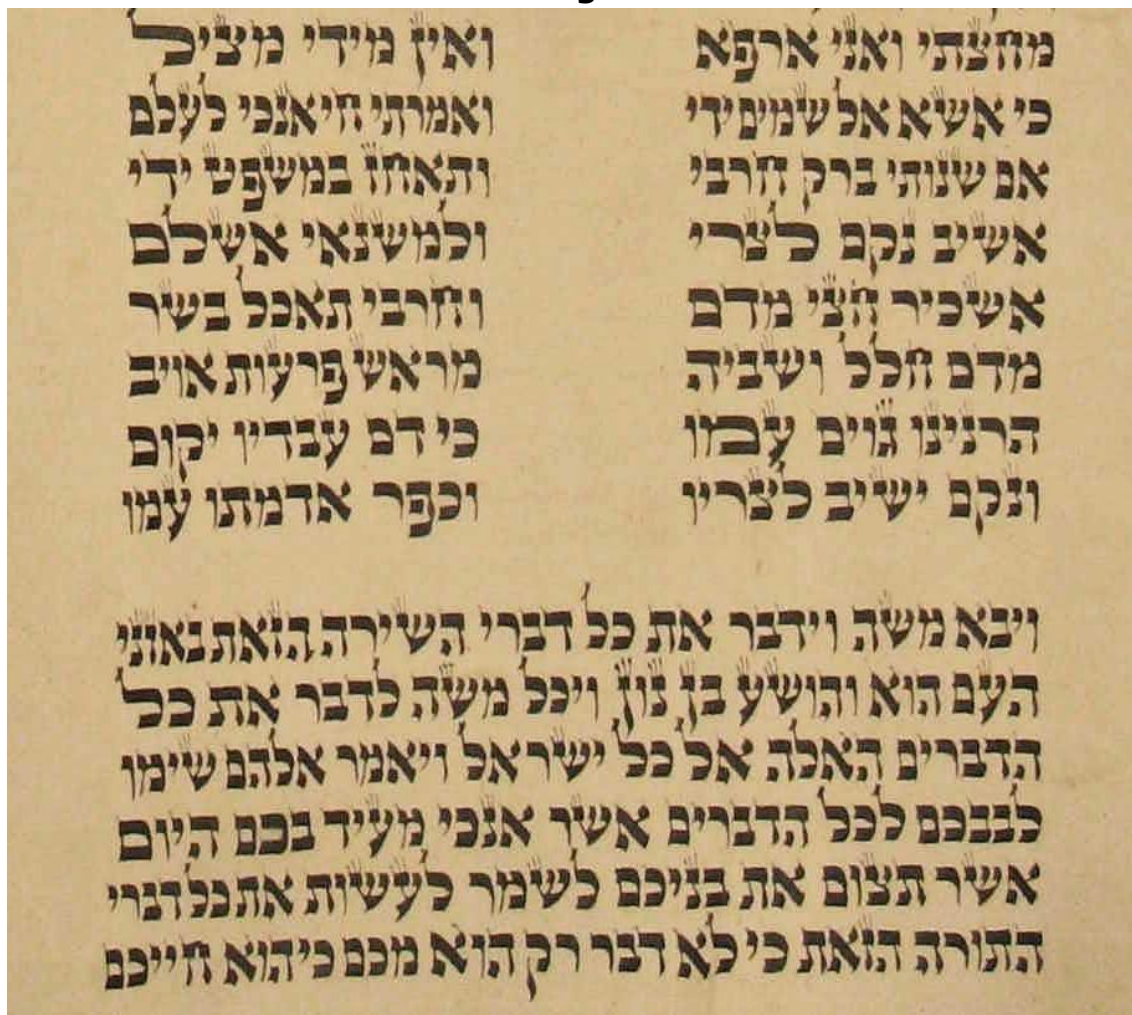 מחצתי ואני ארפא ואין מידי מציל
כי אשא אל שמים ידי ואמרתי חי אנכי לעלם
אם שנותי ברק חרבי ותאחז במשפט ידי
אשיב נקם לצרי ולמשנאי אשלם
אשכיר חצי מדם וחרבי תאכל בשר
מדם חלל ושביה מראש פרעות אויב
הרנינו גוים עמו כי דם עבדיו יקום
ונקם ישיב לצריו וכפר אדמתו עמו
ויבא משה וידבר את כל דברי השירה הזאת באזני
העם הוא והושע בן נון ויכל משה לדבר את כל
הדברים האלה אל כל ישראל ויאמר אלהם שימו
לבבכם לכל הדברים אשר אנכי מעיד בכם היום
אשר תצום את בניכם לשמר לעשות את כל דברי
התורה הזאת כי לא דבר רק הוא מכם כי הוא חייכם